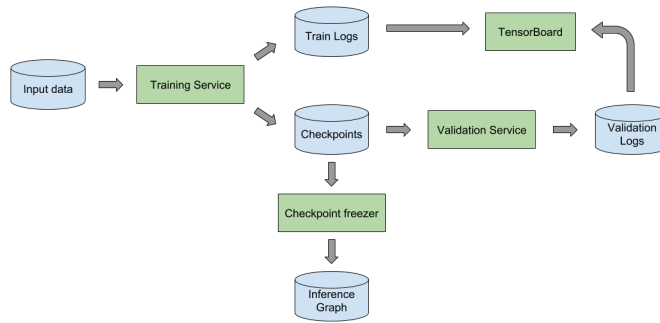 Train Logs
TensorBoard
Input data
Training Service
Checkpoints
Validation Service
Validation
Logs
Checkpoint freezer
Inference
Graph